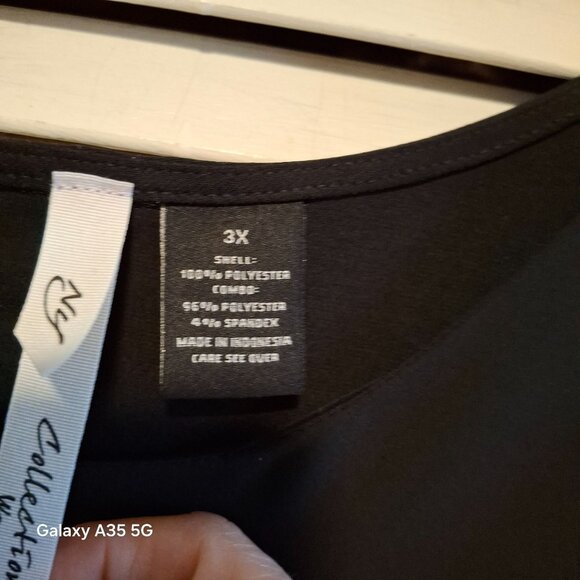 NY
Collection
3X
SHELL:
100% POLYESTER
COMBO:
96% POLYESTER
4% SPANDEX
MADE IN INDONESIA
CARE SEE OVER
Galaxy A35 5G